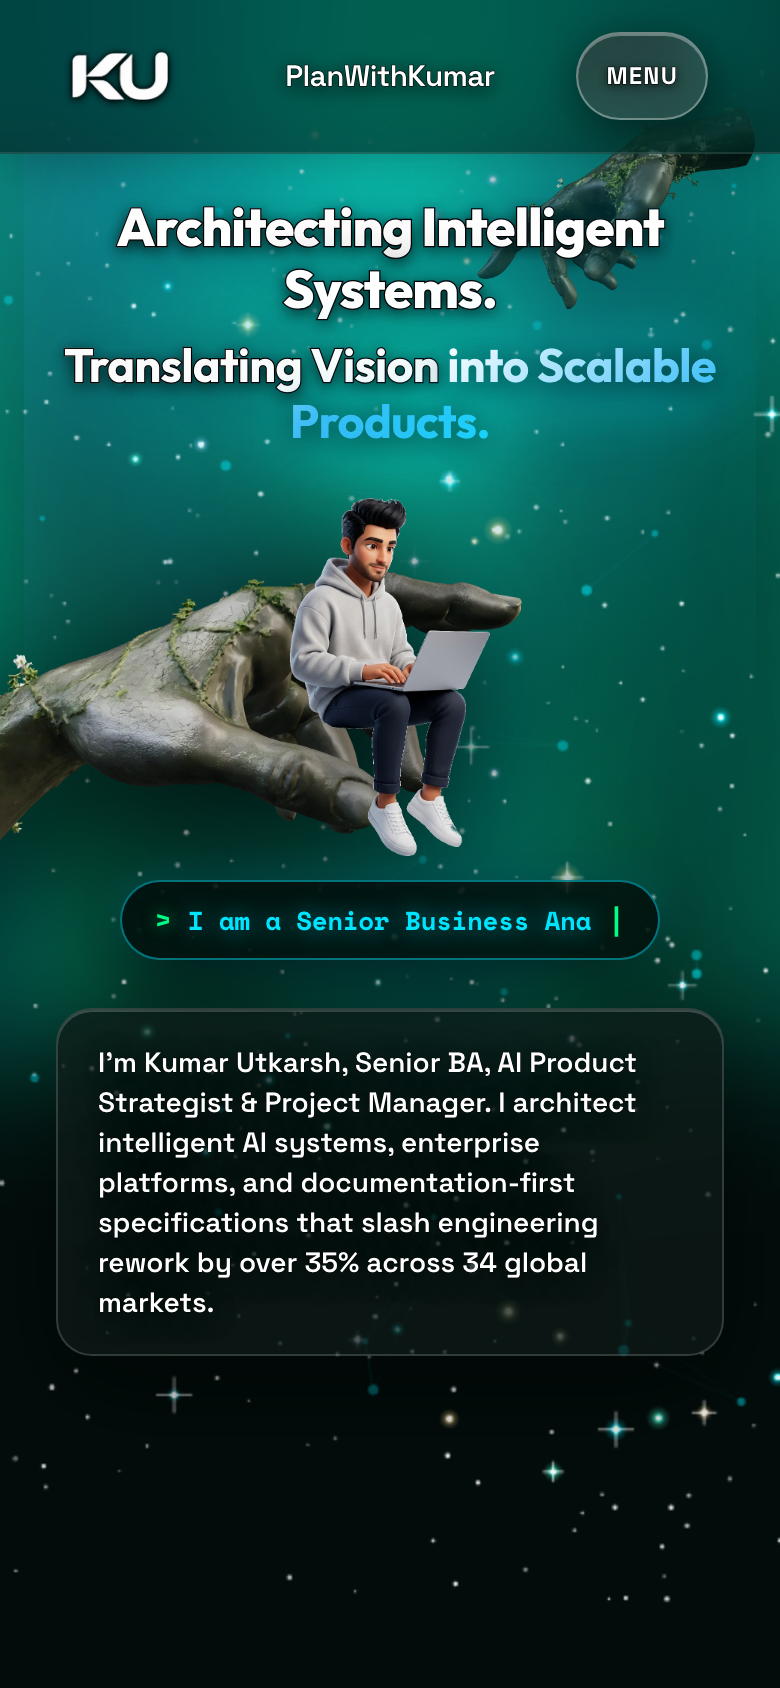 KU
PlanWithKumar
MENU
Architecting Intelligent
Systems.
Translating Vision into Scalable
Products.
> I am a Senior Business Ana
I'm Kumar Utkarsh, Senior BA, AI Product
Strategist & Project Manager. I architect
intelligent AI systems, enterprise
platforms, and documentation-first
specifications that slash engineering
rework by over 35% across 34 global
markets.